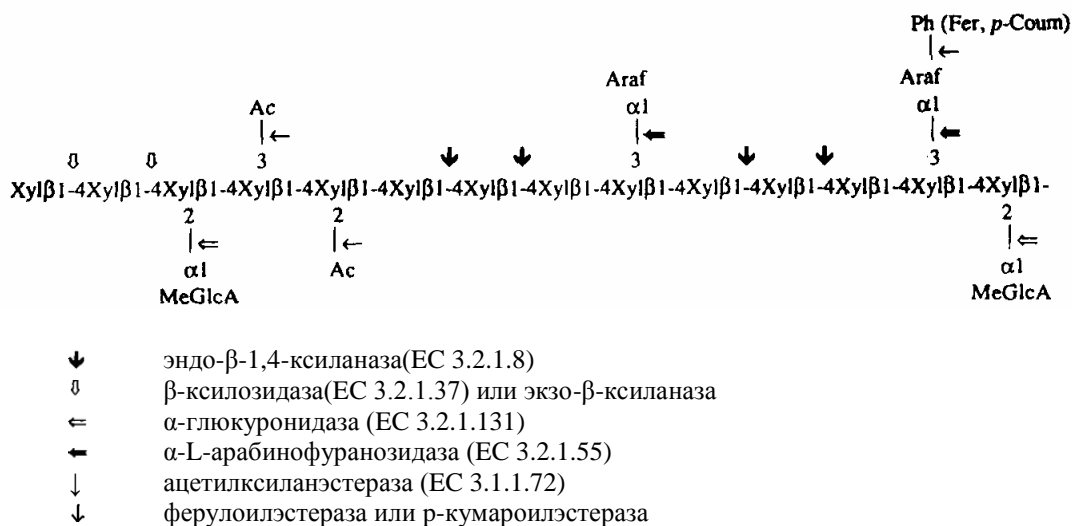 Ph (Fer, p-Coum)
Araf Araf
Ac α1 α1
3 3 3
Xylβ1-4Xylβ1-4Xylβ1-4Xylβ1-4Xylβ1-4Xylβ1-4Xylβ1-4Xylβ1-4Xylβ1-4Xylβ1-4Xylβ1-4Xylβ1-4Xylβ1-4Xylβ1-
2 2 2
α1 Ac α1
MeGlcA MeGlcA
эндо-β-1,4-ксиланаза(EC 3.2.1.8)
β-ксилозидаза(EC 3.2.1.37) или экзо-β-ксиланаза
α-глюкуронидаза (EC 3.2.1.131)
α-L-арабинофуранозидаза (EC 3.2.1.55)
ацетилксиланэстераза (EC 3.1.1.72)
ферулоилэстераза или р-кумароилэстераза